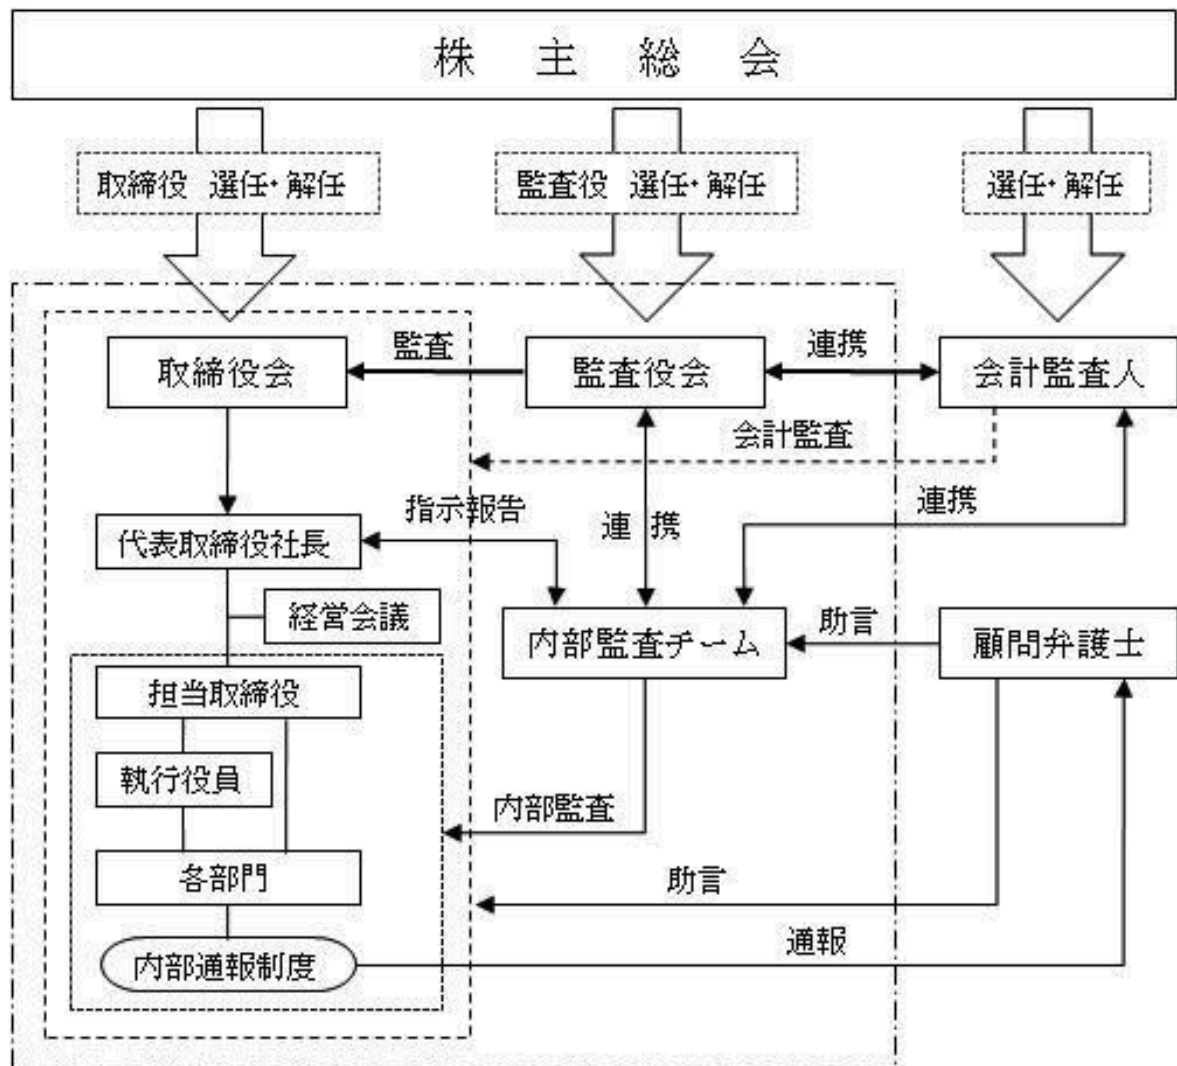 株主総会
取締役 選任・解任
監査役 選任・解任
選任・解任
取締役会
監査
監査役会
連携
会計監査人
会計監査
代表取締役社長
指示報告
連携
連携
経営会議
内部監査チーム
助言
顧問弁護士
担当取締役
執行役員
内部監査
各部門
助言
内部通報制度
通報